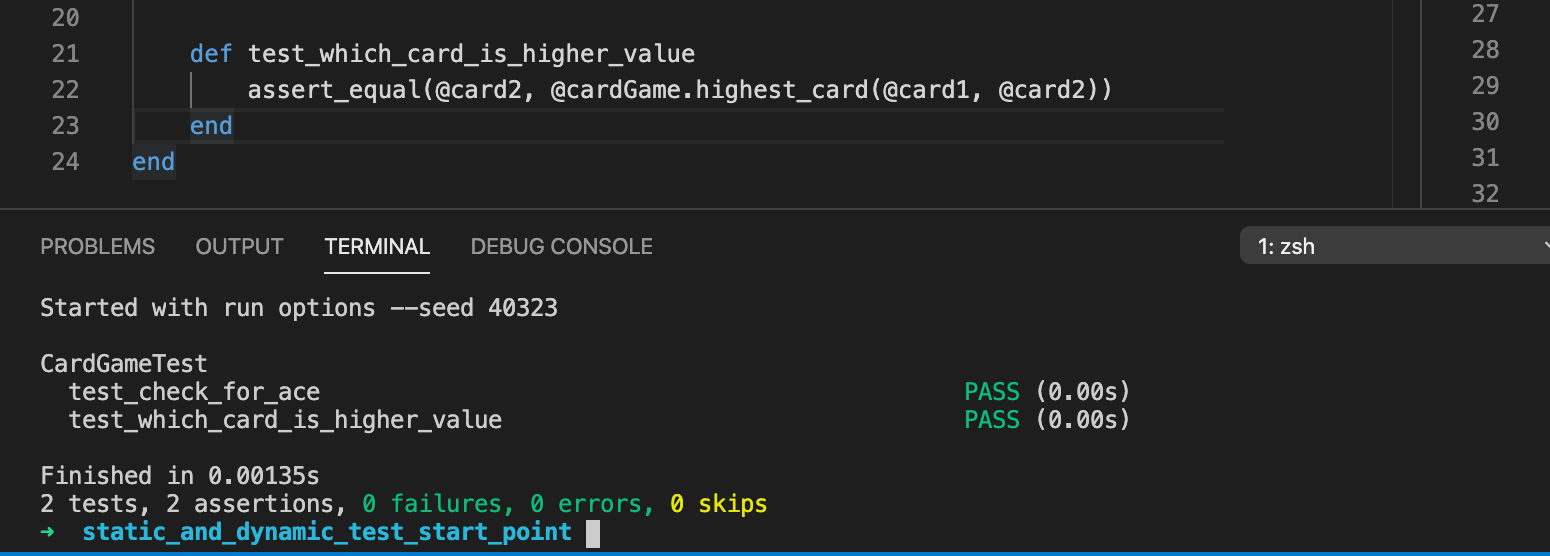 20
21 def test_which_card_is_higher_value
22 assert_equal(@card2, @cardGame.highest_card(@card1, @card2))
23 end
24 end
27
28
29
30
31
32
PROBLEMS OUTPUT TERMINAL DEBUG CONSOLE 1: zsh
Started with run options --seed 40323
CardGameTest
test_check_for_ace PASS (0.00s)
test_which_card_is_higher_value PASS (0.00s)
Finished in 0.00135s
2 tests, 2 assertions, 0 failures, 0 errors, 0 skips
→ static_and_dynamic_test_start_point